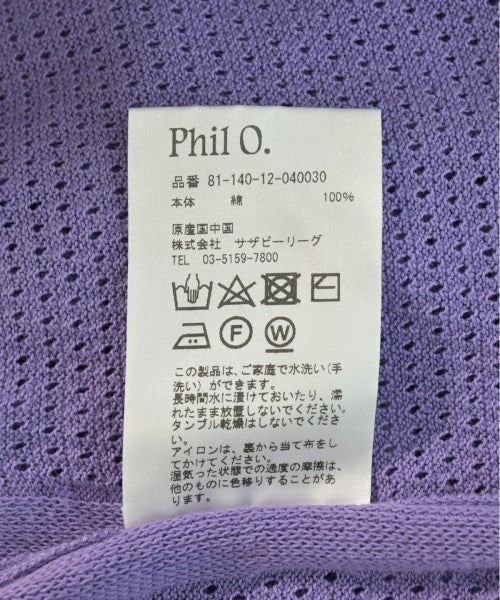 Phil O.
品番 81-140-12-040030
本体 綿 100%
原産国中国
株式会社 サザビーリーグ
TEL 03-5159-7800
F W
この製品は、ご家庭で水洗い(手
洗い)ができます。
長時間水に漬けておいたり、濡
れたまま放置しないでください。
タンブル乾燥はしないでくださ
い。
アイロンは、裏から当て布をし
てかけてください。
湿気った状態での過度の摩擦は、
他のものに色移りすることがあ
ります。